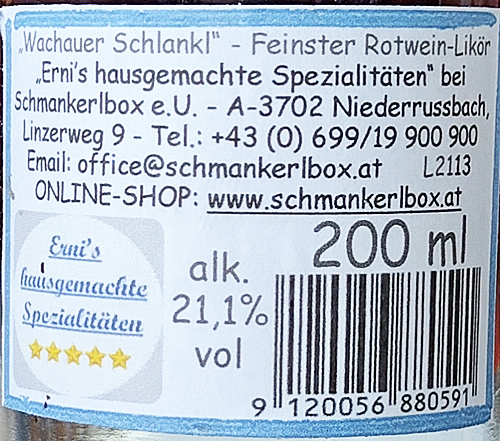 „Wachauer Schlankl" - Feinster Rotwein-Likör
„Erni's hausgemachte Spezialitäten" bei
Schmankerlbox e.U. - A-3702 Niederrussbach,
Linzerweg 9 - Tel.: +43 (0) 699/19 900 900
Email: office@schmankerlbox.at L2113
ONLINE-SHOP: www.schmankerlbox.at
Erni's
hausgemachte
Spezialitäten
alk.
21,1%
vol
200 ml
9 120056 880591